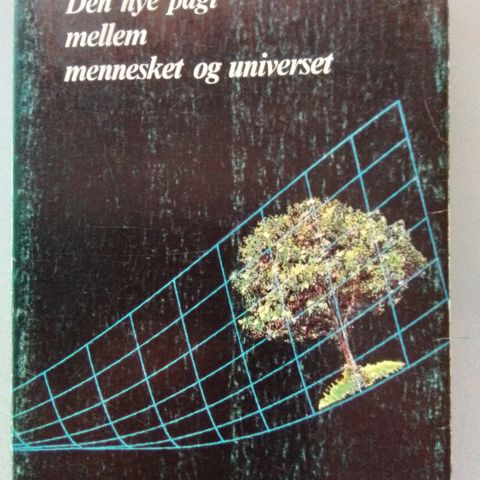 Den nye pagt
mellem
mennesket og universet